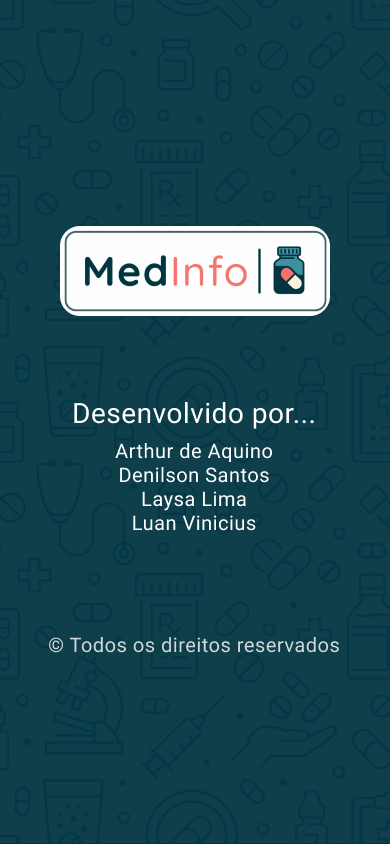 MedInfo
Desenvolvido por...
Arthur de Aquino
Denilson Santos
Laysa Lima
Luan Vinicius
© Todos os direitos reservados